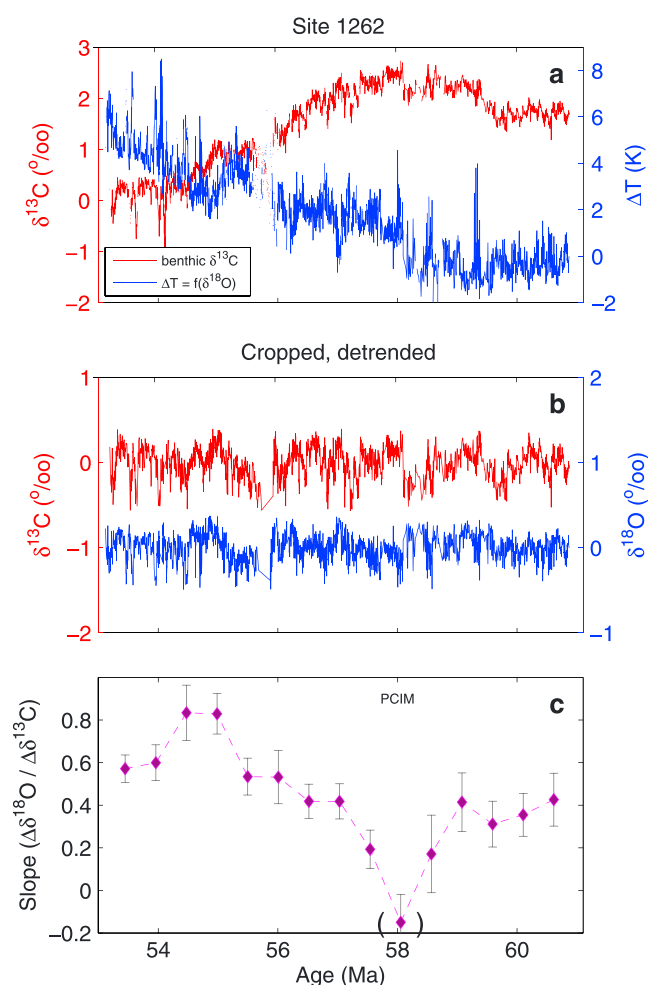 Site 1262
a
3
2
1
0
−1
−2
δ13C (o/oo)
8
6
4
2
0
−2
ΔT (K)
benthic δ13C
ΔT = f(δ18O)
Cropped, detrended
b
1
0
−1
−2
δ13C (o/oo)
2
1
0
−1
δ18O (o/oo)
PCIM
c
0.8
0.6
0.4
0.2
0
−0.2
Slope (Δδ18O / Δδ13C)
( )
54 56 58 60
Age (Ma)